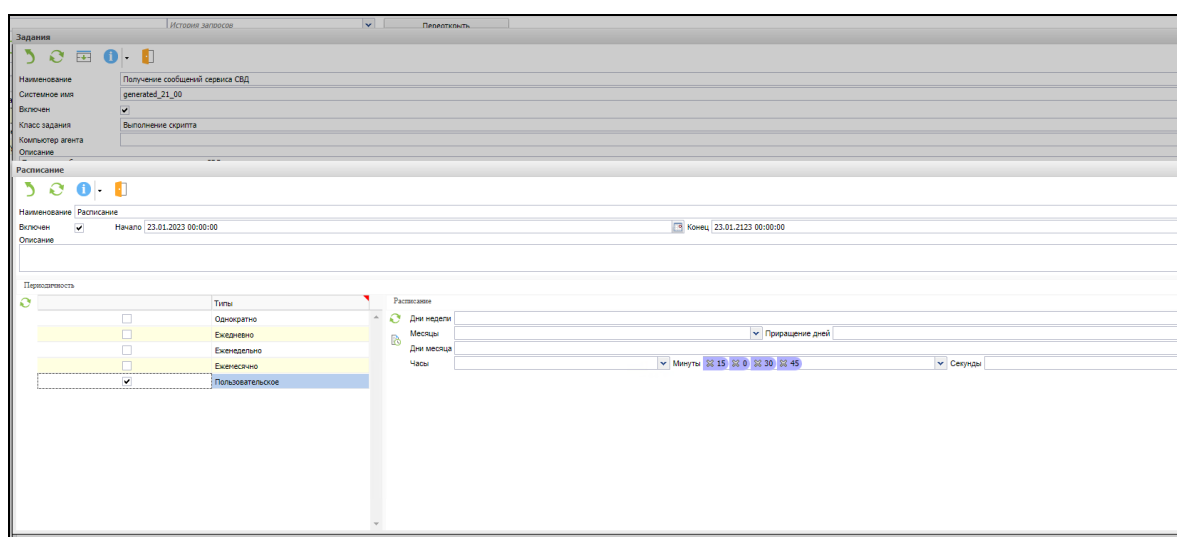 История запросов Переоткрыть
Задания
Наименование Получение сообщений сервиса СВД
Системное имя generated_21_00
Включен
Класс задания Выполнение скрипта
Компьютер агента
Описание
Расписание
Наименование Расписание
Включен Начало 23.01.2023 00:00:00 Конец 23.01.2123 00:00:00
Описание
Периодичность
Типы
Однократно
Ежедневно
Еженедельно
Ежемесячно
Пользовательское
Расписание
Дни недели
Месяцы Приращение дней
Дни месяца
Часы Минуты 15 0 30 45 Секунды